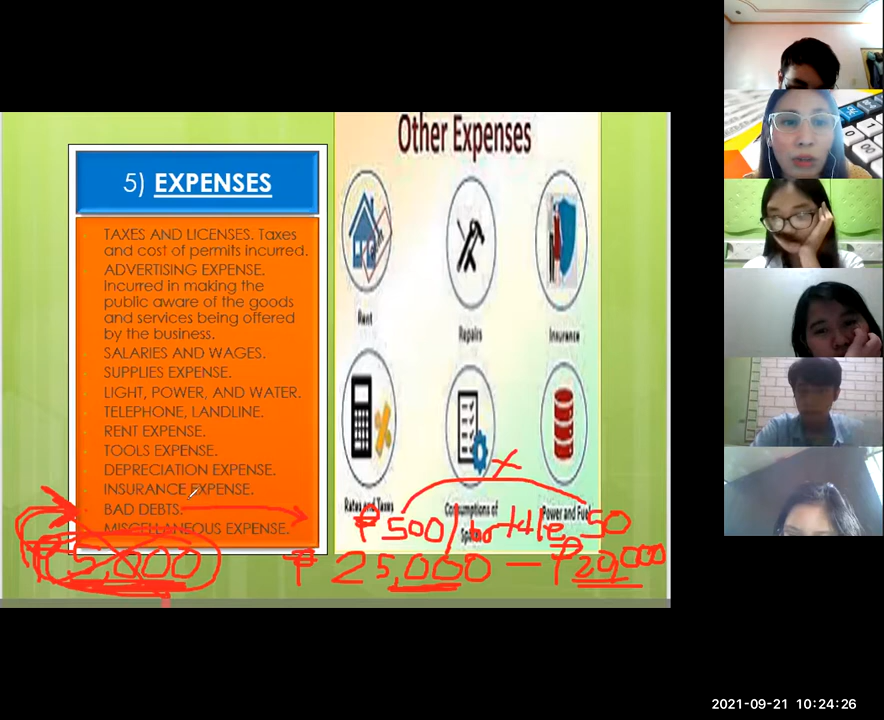 5) EXPENSES
TAXES AND LICENSES. Taxes
and cost of permits incurred.
ADVERTISING EXPENSE.
Incurred in making the
public aware of the goods
and services being offered
by the business.
SALARIES AND WAGES.
SUPPLIES EXPENSE.
LIGHT, POWER, AND WATER.
TELEPHONE, LANDLINE.
RENT EXPENSE.
TOOLS EXPENSE.
DEPRECIATION EXPENSE.
INSURANCE EXPENSE.
BAD DEBTS.
MISCELLANEOUS EXPENSE.
₱5,000
Other Expenses
Rent
Repairs
Insurance
Rates and Taxes
Consumptions of
Power and Fuel
x
₱500/bottle 50
₱25,000 — ₱20,000
2021-09-21 10:24:26